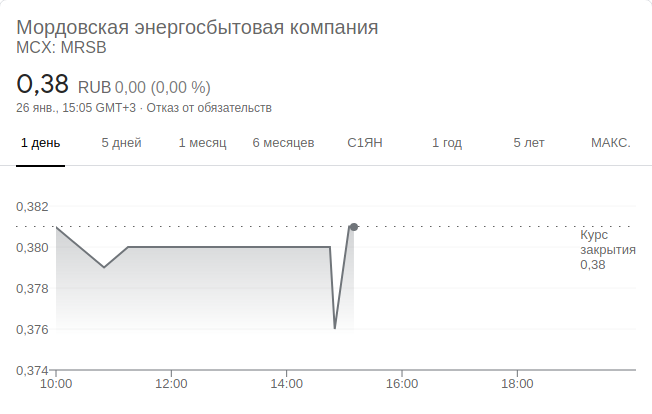 Мордовская энергосбытовая компания
MCX: MRSB
0,38 RUB 0,00 (0,00 %)
26 янв., 15:05 GMT+3 · Отказ от обязательств
1 день 5 дней 1 месяц 6 месяцев С1ЯН 1 год 5 лет МАКС.
0,382
0,380
0,378
0,376
0,374
Курс
закрытия
0,38
10:00 12:00 14:00 16:00 18:00